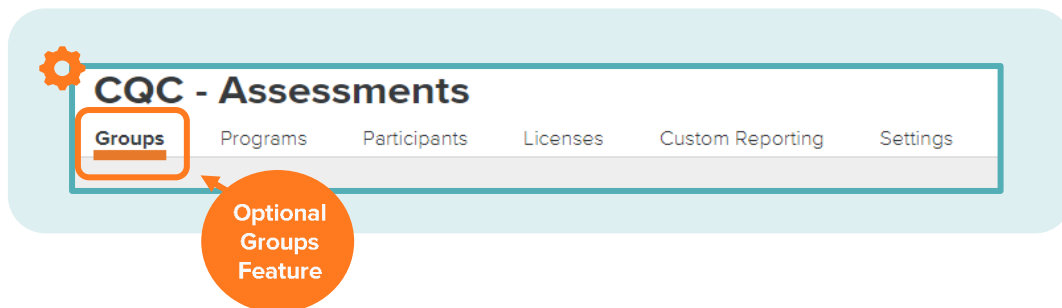 CQC - Assessments
Groups Programs Participants Licenses Custom Reporting Settings
Optional
Groups
Feature